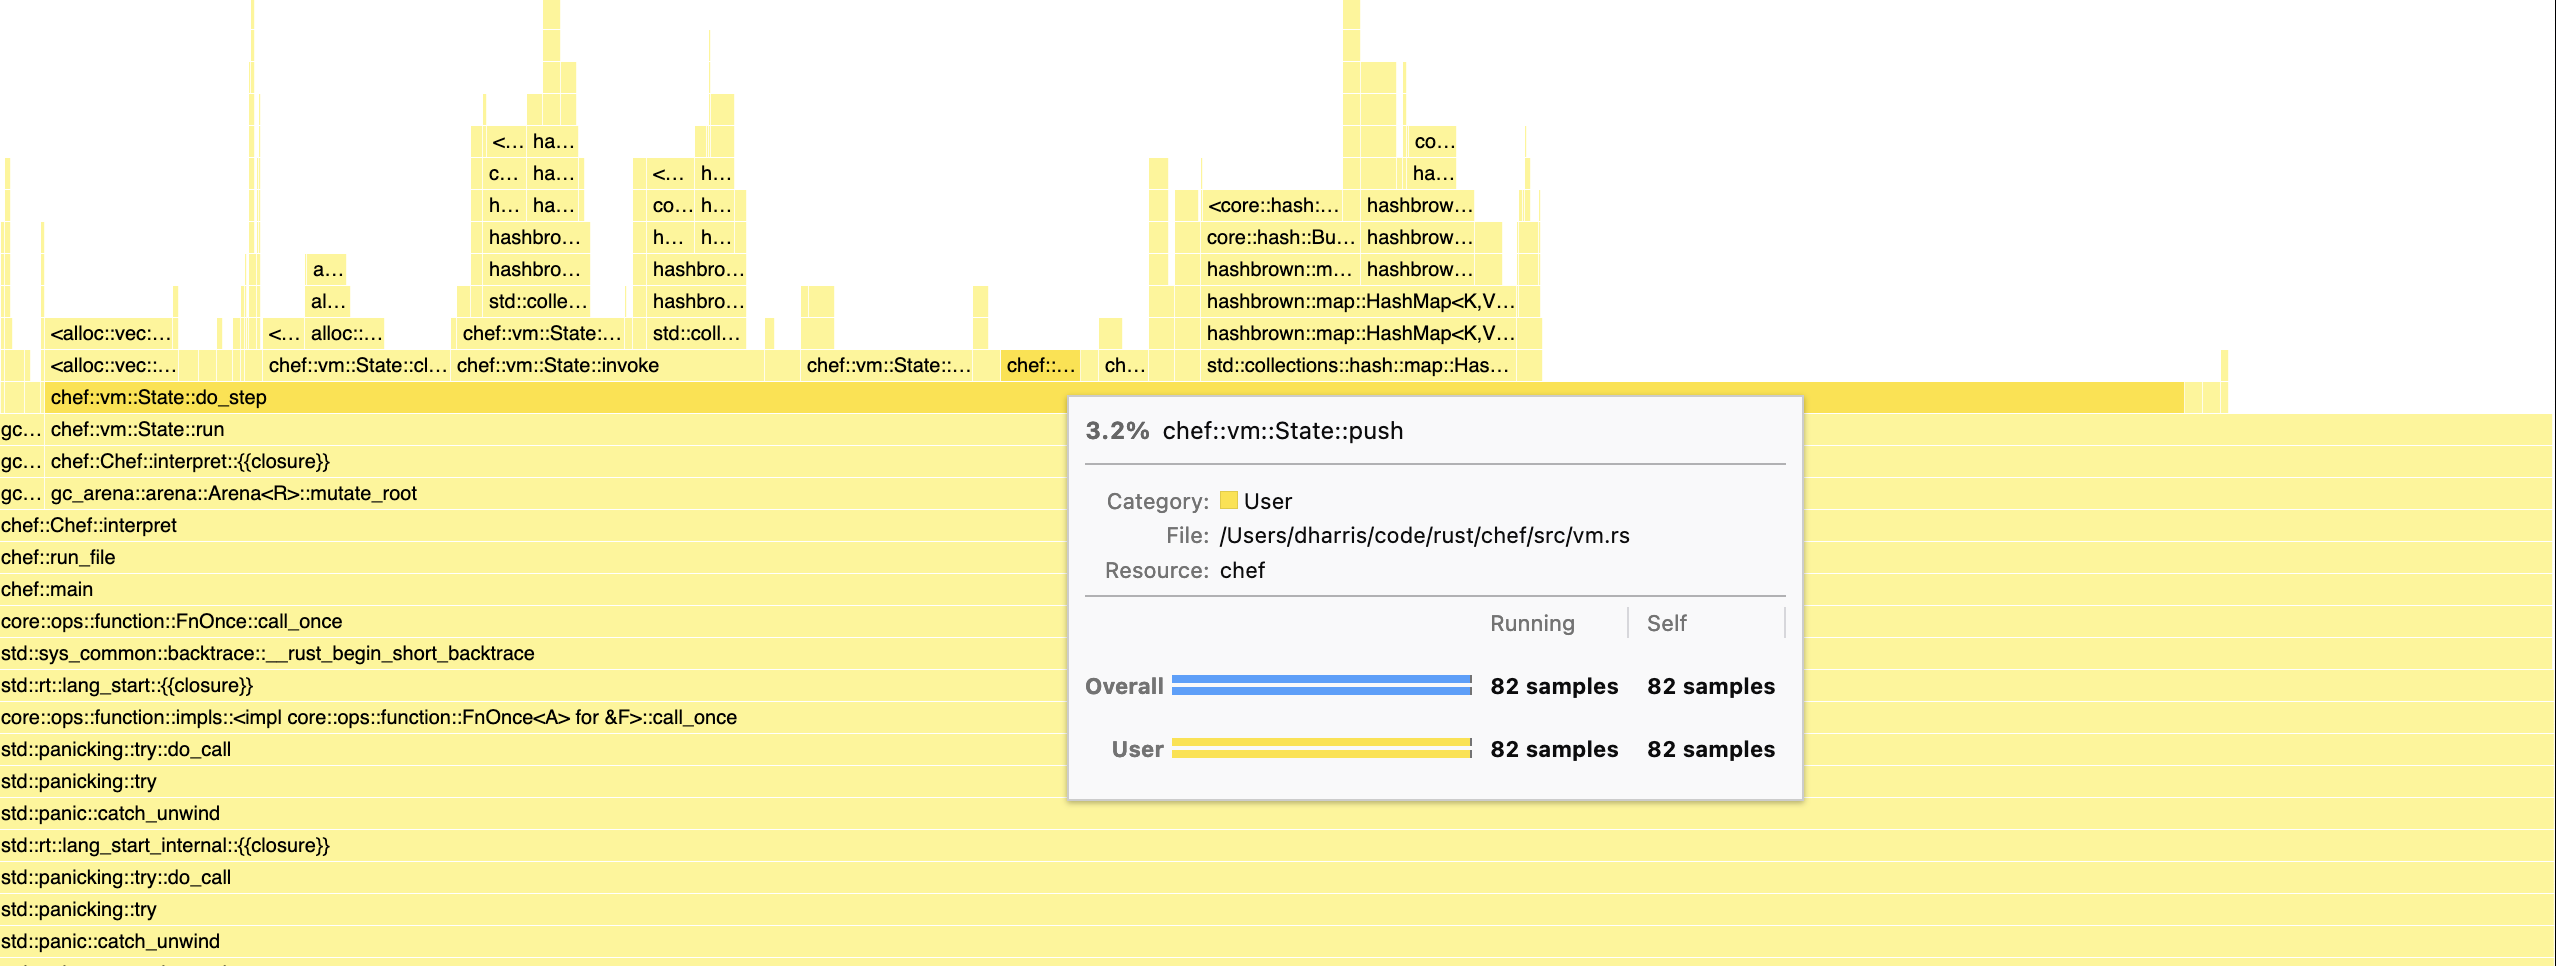 <... ha... co...
c... ha... <... h... ha...
h... ha... co... h... <core::hash:... hashbrow...
hashbro... h... h... core::hash::Bu... hashbrow...
a... hashbro... hashbro... hashbrown::m... hashbrow...
al... std::colle... hashbro... hashbrown::map::HashMap<K,V...
<alloc::vec:... <... alloc::... chef::vm::State:... std::coll... hashbrown::map::HashMap<K,V...
<alloc::vec::... chef::vm::State::cl... chef::vm::State::invoke chef::vm::State::... chef::... ch... std::collections::hash::map::Has...
chef::vm::State::do_step
gc... chef::vm::State::run
gc... chef::Chef::interpret::{{closure}}
gc... gc_arena::arena::Arena<R>::mutate_root
chef::Chef::interpret
chef::run_file
chef::main
core::ops::function::FnOnce::call_once
std::sys_common::backtrace::__rust_begin_short_backtrace
std::rt::lang_start::{{closure}}
core::ops::function::impls::<impl core::ops::function::FnOnce<A> for &F>::call_once
std::panicking::try::do_call
std::panicking::try
std::panic::catch_unwind
std::rt::lang_start_internal::{{closure}}
std::panicking::try::do_call
std::panicking::try
std::panic::catch_unwind
3.2% chef::vm::State::push
Category: User
File: /Users/dharris/code/rust/chef/src/vm.rs
Resource: chef
Running Self
Overall 82 samples 82 samples
User 82 samples 82 samples